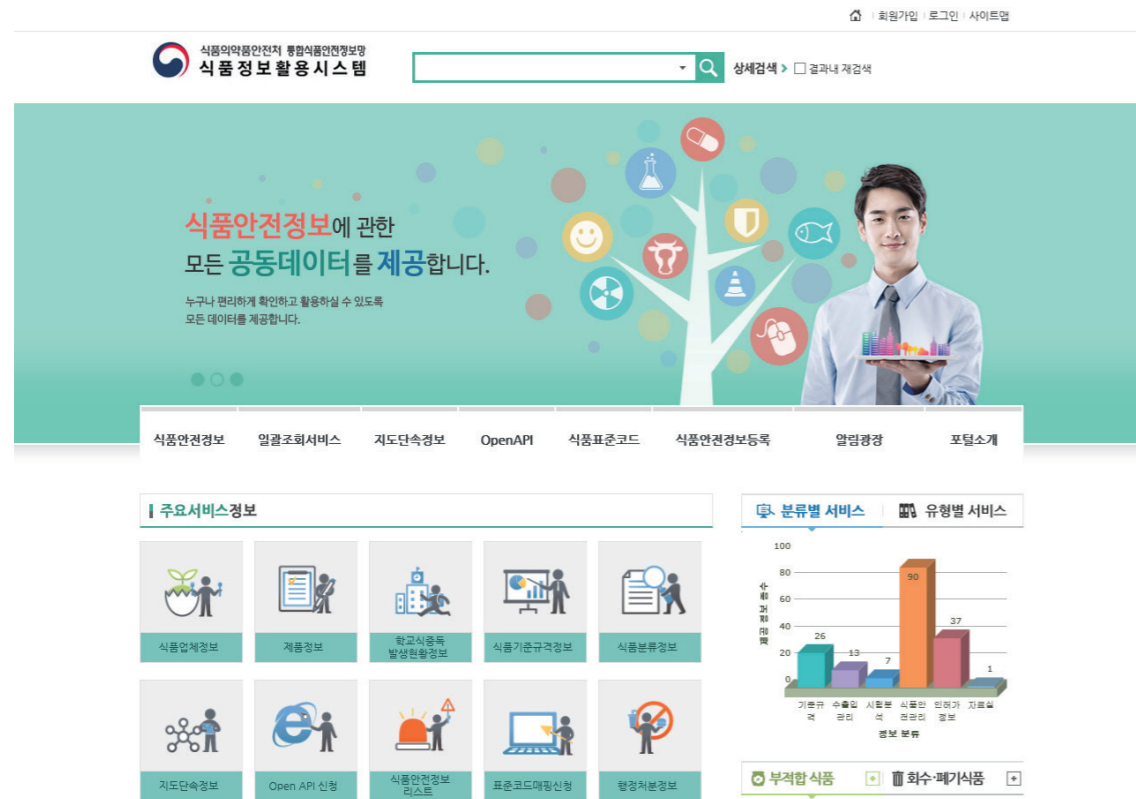 회원가입 로그인 사이트맵
식품의약품안전처 통합식품안전정보망
식품정보활용시스템
상세검색 > 결과내 재검색
식품안전정보에 관한
모든 공동데이터를 제공합니다.
누구나 편리하게 확인하고 활용하실 수 있도록
모든 데이터를 제공합니다.
식품안전정보 일괄조회서비스 지도단속정보 OpenAPI 식품표준코드 식품안전정보등록 알림광장 포털소개
주요서비스정보
식품업체정보
제품정보
학교식중독
발생현황정보
식품기준규격정보
식품분류정보
지도단속정보
Open API 신청
식품안전정보
리스트
표준코드매핑신청
행정처분정보
분류별 서비스 유형별 서비스
제공 정보 종수
100
80
60
40
20
0
26
13
7
90
37
1
기준규격
수출입관리
시험분석
식품안전관리
인허가정보
자료실
정보 분류
부적합 식품 + 회수·폐기식품 +